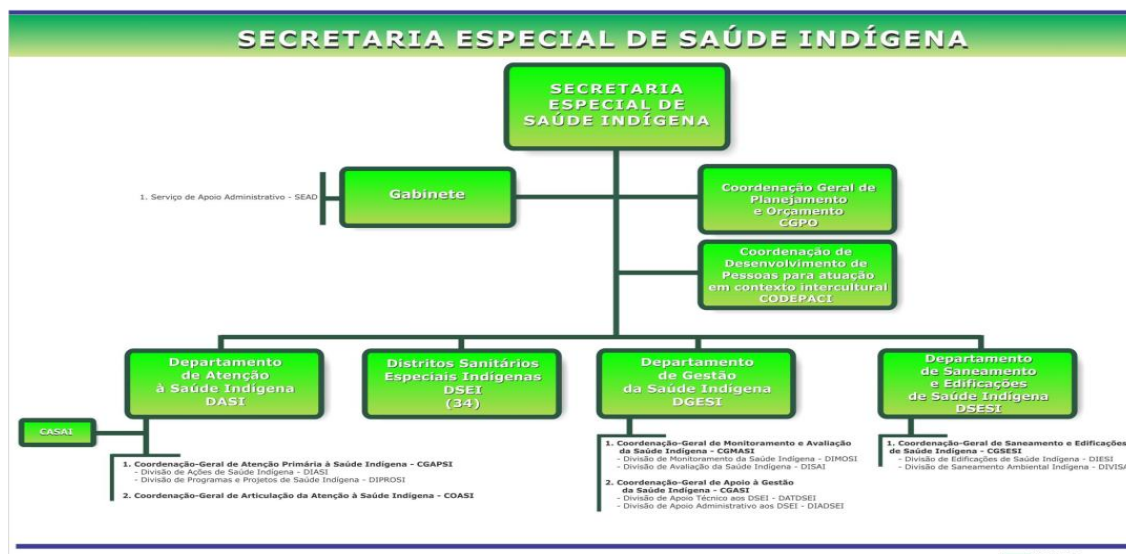 SECRETARIA ESPECIAL DE SAÚDE INDÍGENA
SECRETARIA
ESPECIAL DE
SAÚDE INDÍGENA
1. Serviço de Apoio Administrativo - SEAD
Gabinete
Coordenação Geral de
Planejamento
e Orçamento
CGPO
Coordenação de
Desenvolvimento de
Pessoas para atuação
em contexto intercultural
CODEPACI
Departamento
de Atenção
à Saúde Indígena
DASI
Distritos Sanitários
Especiais Indígenas
DSEI
(34)
Departamento
de Gestão
da Saúde Indígena
DGESI
Departamento
de Saneamento
e Edificações
de Saúde Indígena
DSESI
CASAI
1. Coordenação-Geral de Atenção Primária à Saúde Indígena - CGAPSI
- Divisão de Ações de Saúde Indígena - DIASI
- Divisão de Programas e Projetos de Saúde Indígena - DIPROSI
2. Coordenação-Geral de Articulação da Atenção à Saúde Indígena - COASI
1. Coordenação-Geral de Monitoramento e Avaliação
da Saúde Indígena - CGMASI
- Divisão de Monitoramento da Saúde Indígena - DIMOSI
- Divisão de Avaliação da Saúde Indígena - DISAI
2. Coordenação-Geral de Apoio à Gestão
da Saúde Indígena - CGASI
- Divisão de Apoio Técnico aos DSEI - DATDSEI
- Divisão de Apoio Administrativo aos DSEI - DIADSEI
1. Coordenação-Geral de Saneamento e Edificações
de Saúde Indígena - CGSESI
- Divisão de Edificações de Saúde Indígena - DIESI
- Divisão de Saneamento Ambiental Indígena - DIVISA